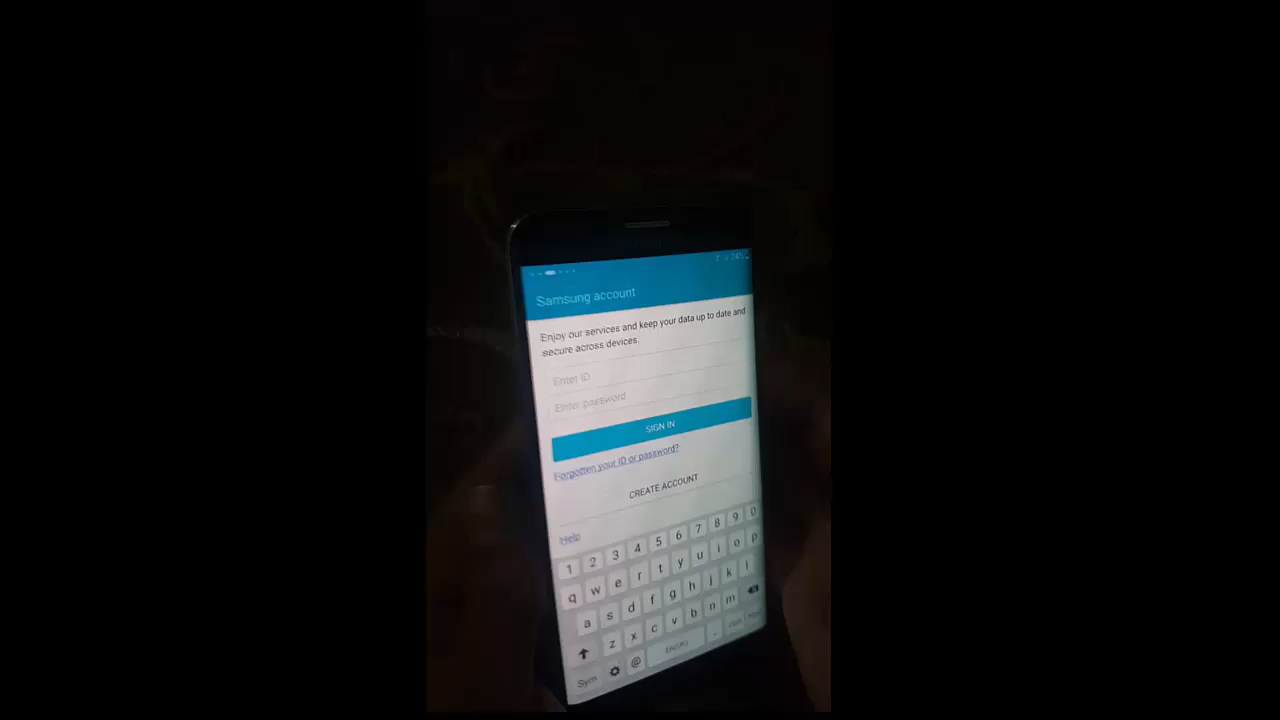 74%
Samsung account
Enjoy our services and keep your data up to date and
secure across devices.
Enter ID
Enter password
SIGN IN
Forgotten your ID or password?
CREATE ACCOUNT
Help
1 2 3 4 5 6 7 8 9 0
q w e r t y u i o p
a s d f g h j k l
z x c v b n m
Sym @ .